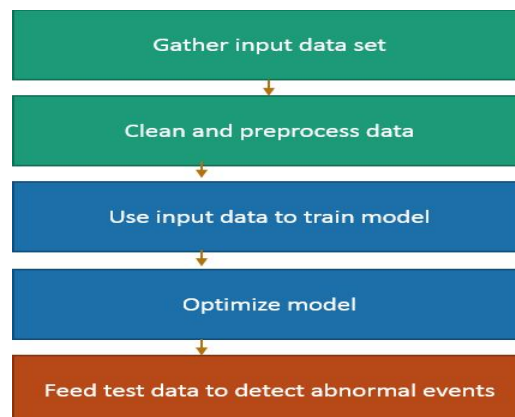 Gather input data set
Clean and preprocess data
Use input data to train model
Optimize model
Feed test data to detect abnormal events